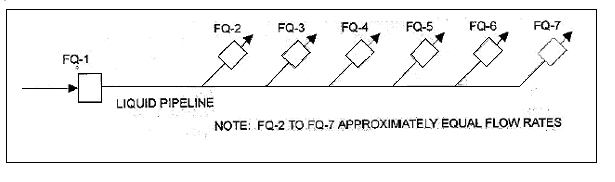 FQ-2 FQ-3 FQ-4 FQ-5 FQ-6 FQ-7
FQ-1
LIQUID PIPELINE
NOTE: FQ-2 TO FQ-7 APPROXIMATELY EQUAL FLOW RATES